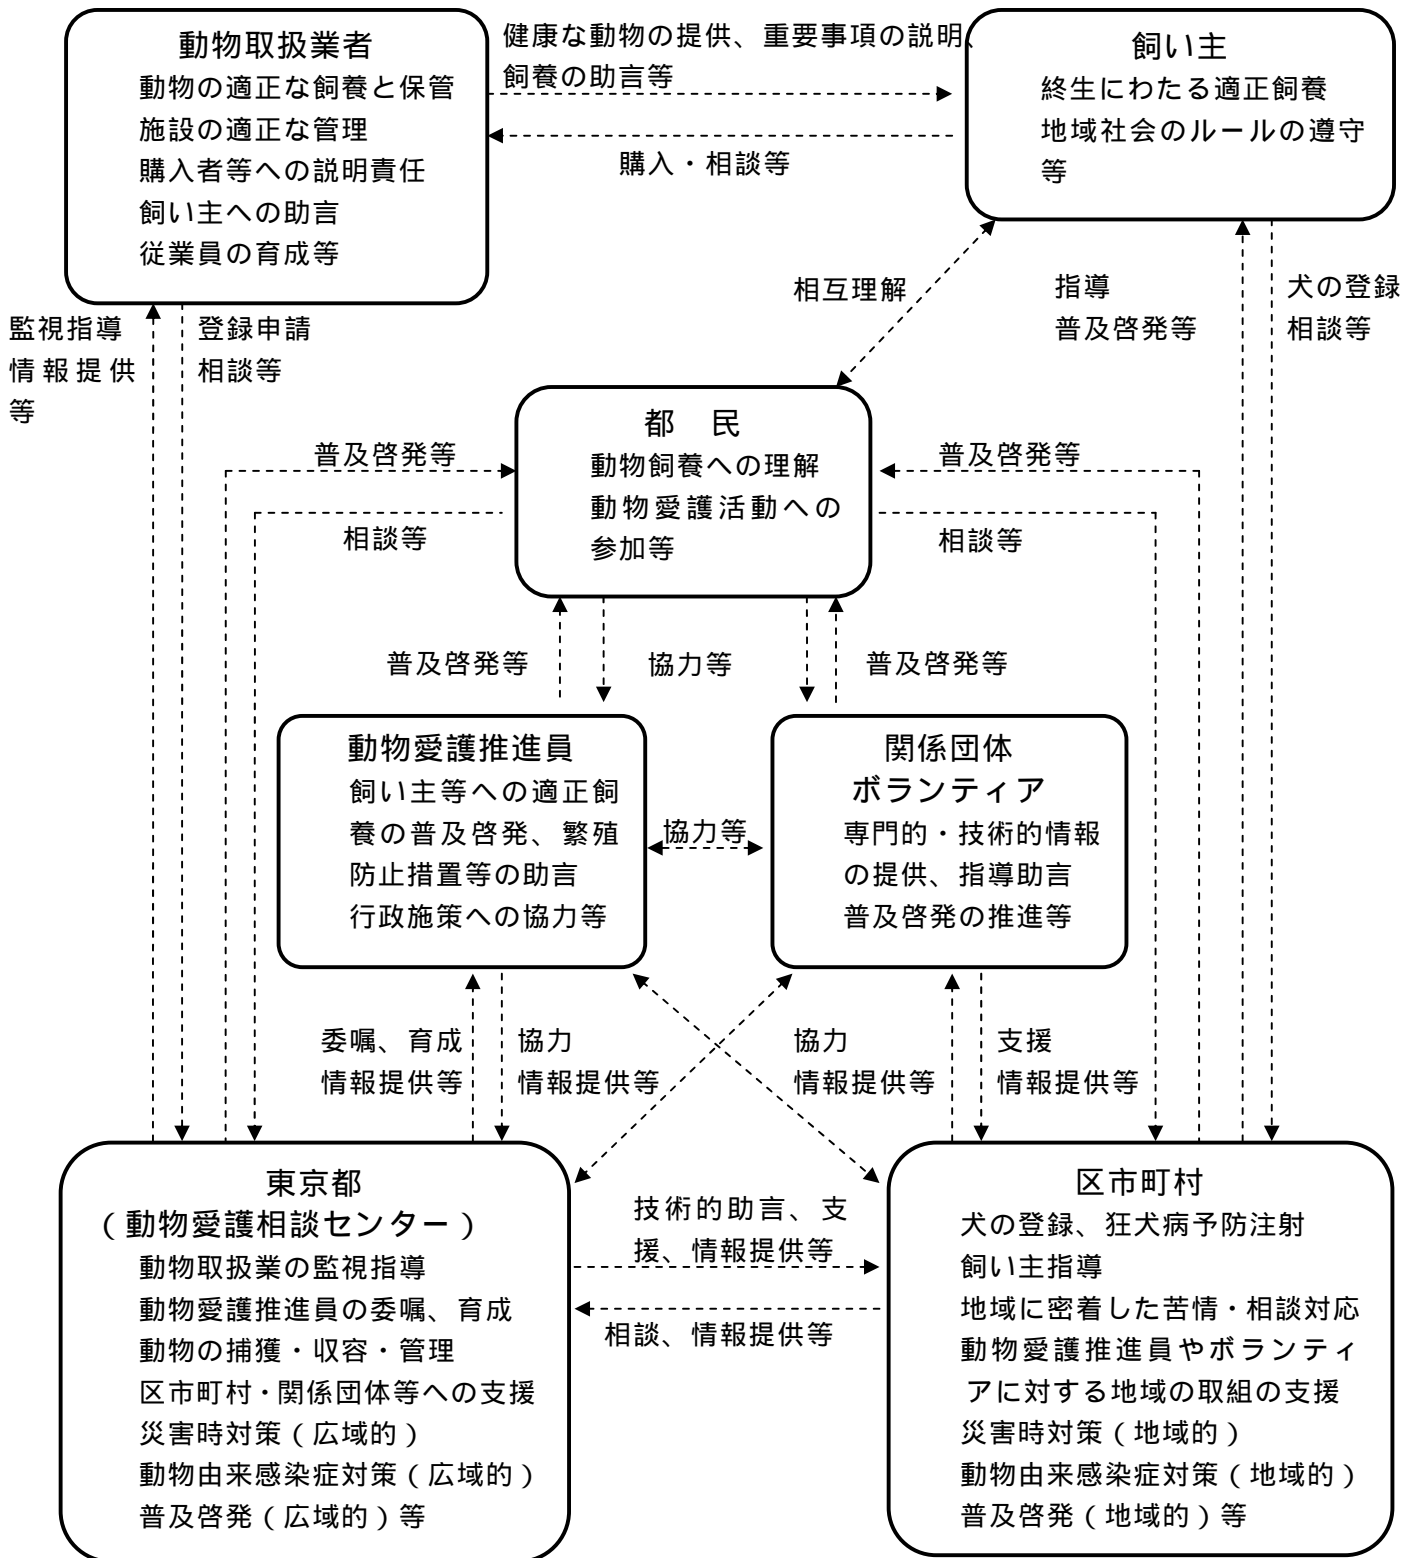 動物取扱業者
動物の適正な飼養と保管
施設の適正な管理
購入者等への説明責任
飼い主への助言
従業員の育成等
健康な動物の提供、重要事項の説明、
飼養の助言等
購入・相談等
飼い主
終生にわたる適正飼養
地域社会のルールの遵守
等
監視指導
情報提供
等
登録申請
相談等
相互理解
指導
普及啓発等
犬の登録
相談等
都　民
動物飼養への理解
動物愛護活動への
参加等
普及啓発等
相談等
普及啓発等
相談等
普及啓発等
協力等
普及啓発等
動物愛護推進員
飼い主等への適正飼
養の普及啓発、繁殖
防止措置等の助言
行政施策への協力等
協力等
関係団体
ボランティア
専門的・技術的情報
の提供、指導助言
普及啓発の推進等
委嘱、育成
情報提供等
協力
情報提供等
協力
情報提供等
支援
情報提供等
東京都
（動物愛護相談センター）
動物取扱業の監視指導
動物愛護推進員の委嘱、育成
動物の捕獲・収容・管理
区市町村・関係団体等への支援
災害時対策（広域的）
動物由来感染症対策（広域的）
普及啓発（広域的）等
技術的助言、支
援、情報提供等
相談、情報提供等
区市町村
犬の登録、狂犬病予防注射
飼い主指導
地域に密着した苦情・相談対応
動物愛護推進員やボランティ
アに対する地域の取組の支援
災害時対策（地域的）
動物由来感染症対策（地域的）
普及啓発（地域的）等